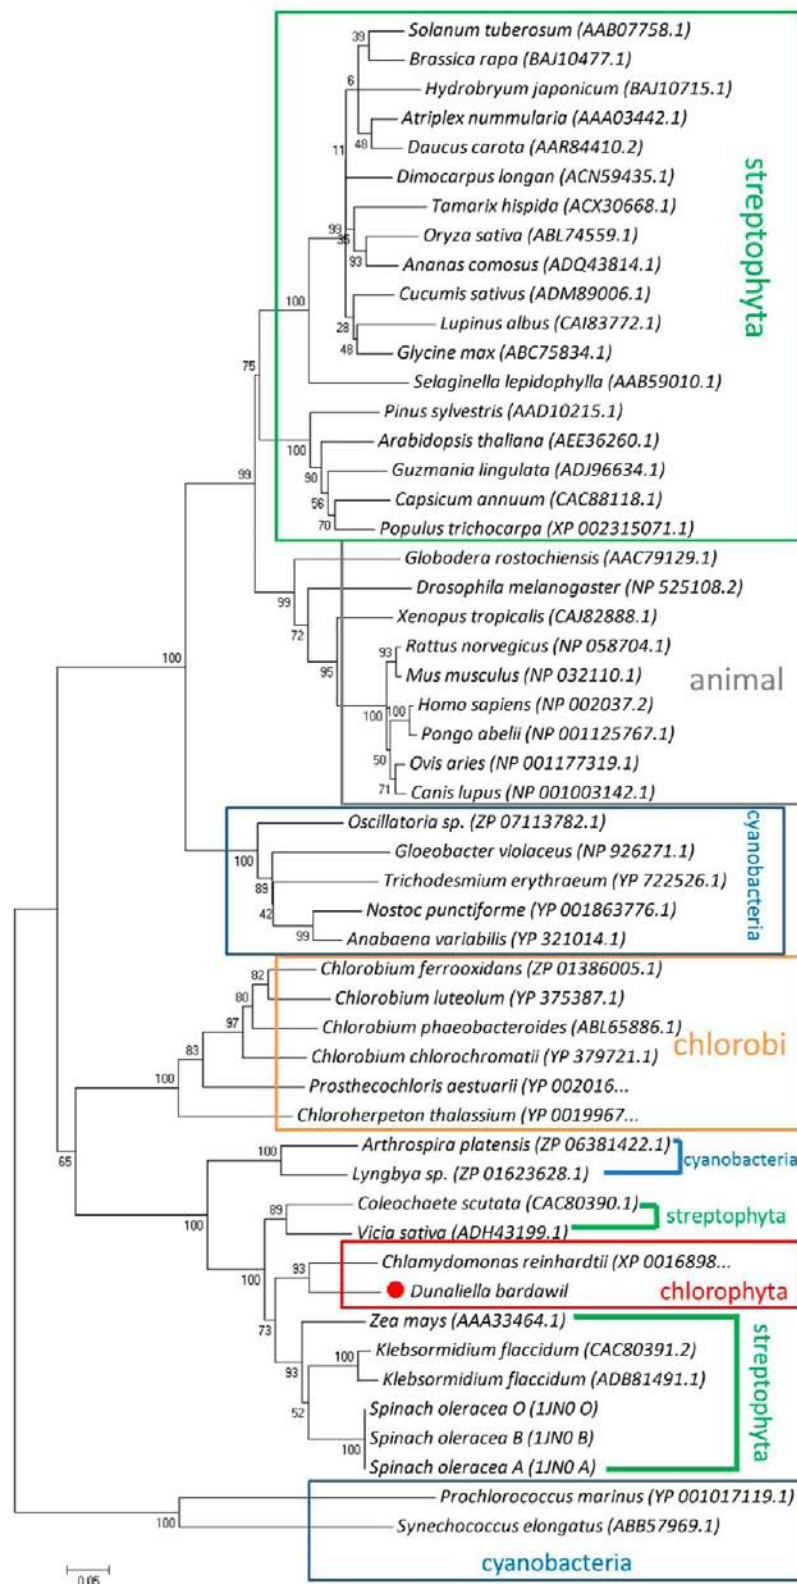 39 Solanum tuberosum (AAB07758.1)
Brassica rapa (BAJ10477.1)
6 Hydrobryum japonicum (BAJ10715.1)
Atriplex nummularia (AAA03442.1)
48 Daucus carota (AAR84410.2)
11
Dimocarpus longan (ACN59435.1)
Tamarix hispida (ACX30668.1)
99 35 Oryza sativa (ABL74559.1)
93 Ananas comosus (ADQ43814.1)
Cucumis sativus (ADM89006.1)
28 Lupinus albus (CAI83772.1)
48 Glycine max (ABC75834.1)
100
Selaginella lepidophylla (AAB59010.1)
streptophyta
75
Pinus sylvestris (AAD10215.1)
100 Arabidopsis thaliana (AEE36260.1)
90 Guzmania lingulata (ADJ96634.1)
56 Capsicum annuum (CAC88118.1)
70 Populus trichocarpa (XP 002315071.1)
99
Globodera rostochiensis (AAC79129.1)
99 Drosophila melanogaster (NP 525108.2)
72 Xenopus tropicalis (CAJ82888.1)
93 Rattus norvegicus (NP 058704.1)
95 Mus musculus (NP 032110.1)
animal
100 100 Homo sapiens (NP 002037.2)
Pongo abelii (NP 001125767.1)
50 Ovis aries (NP 001177319.1)
71 Canis lupus (NP 001003142.1)
100
Oscillatoria sp. (ZP 07113782.1)
100 Gloeobacter violaceus (NP 926271.1)
89 Trichodesmium erythraeum (YP 722526.1)
42 Nostoc punctiforme (YP 001863776.1)
99 Anabaena variabilis (YP 321014.1)
cyanobacteria
82 Chlorobium ferrooxidans (ZP 01386005.1)
80 Chlorobium luteolum (YP 375387.1)
97 Chlorobium phaeobacteroides (ABL65886.1)
chlorobi
83 Chlorobium chlorochromatii (YP 379721.1)
100 Prosthecochloris aestuarii (YP 002016...
Chloroherpeton thalassium (YP 0019967...
65
100 Arthrospira platensis (ZP 06381422.1)
cyanobacteria
Lyngbya sp. (ZP 01623628.1)
100
89 Coleochaete scutata (CAC80390.1)
streptophyta
Vicia sativa (ADH43199.1)
100
93 Chlamydomonas reinhardtii (XP 0016898...
Dunaliella bardawil
chlorophyta
73
Zea mays (AAA33464.1)
100 Klebsormidium flaccidum (CAC80391.2)
93
Klebsormidium flaccidum (ADB81491.1)
52
Spinach oleracea O (1JN0 O)
Spinach oleracea B (1JN0 B)
100
Spinach oleracea A (1JN0 A)
streptophyta
Prochlorococcus marinus (YP 001017119.1)
100
Synechococcus elongatus (ABB57969.1)
cyanobacteria
0.05